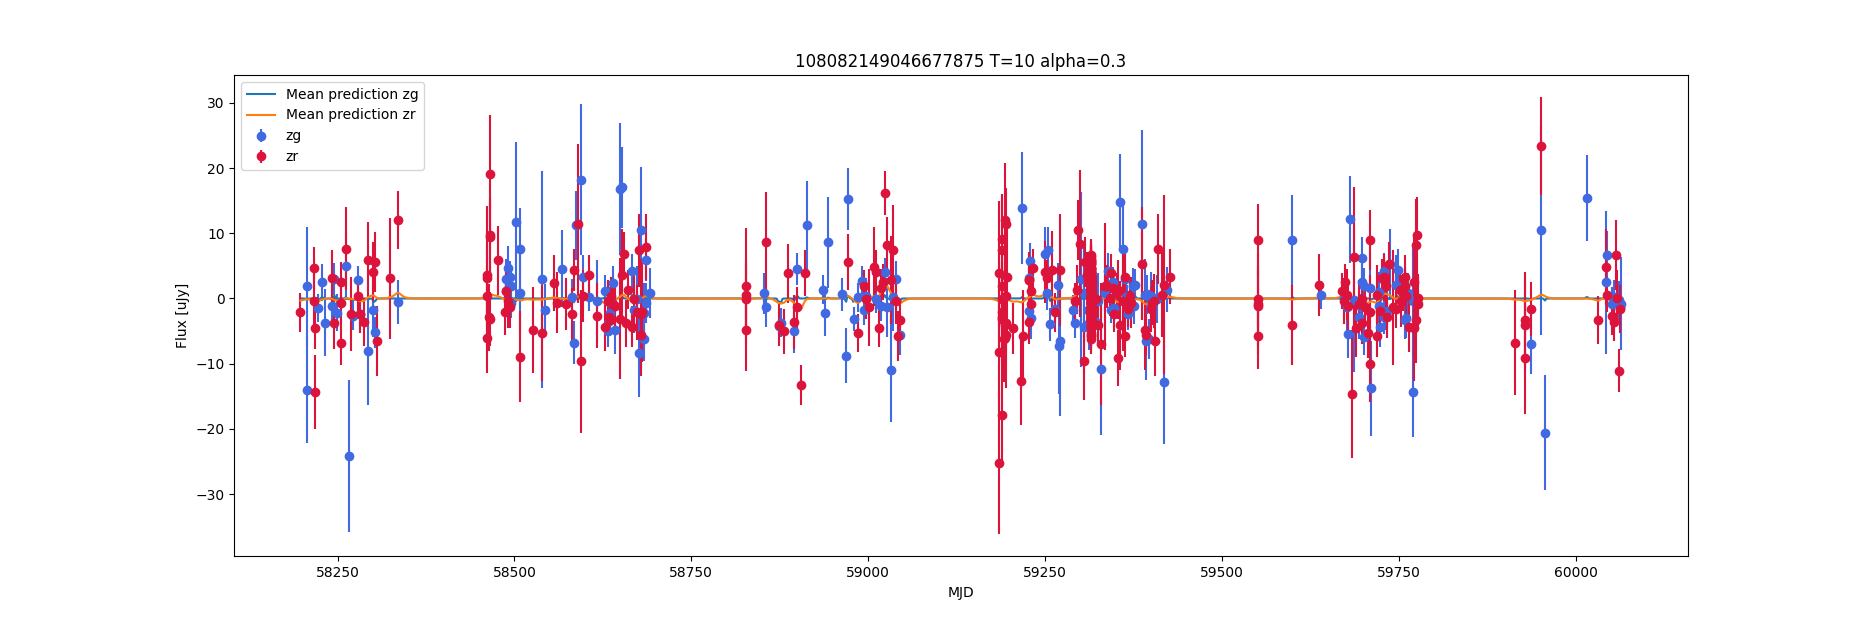 108082149046677875 T=10 alpha=0.3
Mean prediction zg
Mean prediction zr
zg
zr
Flux [uJy]
30
20
10
0
−10
−20
−30
58250 58500 58750 59000 59250 59500 59750 60000
MJD